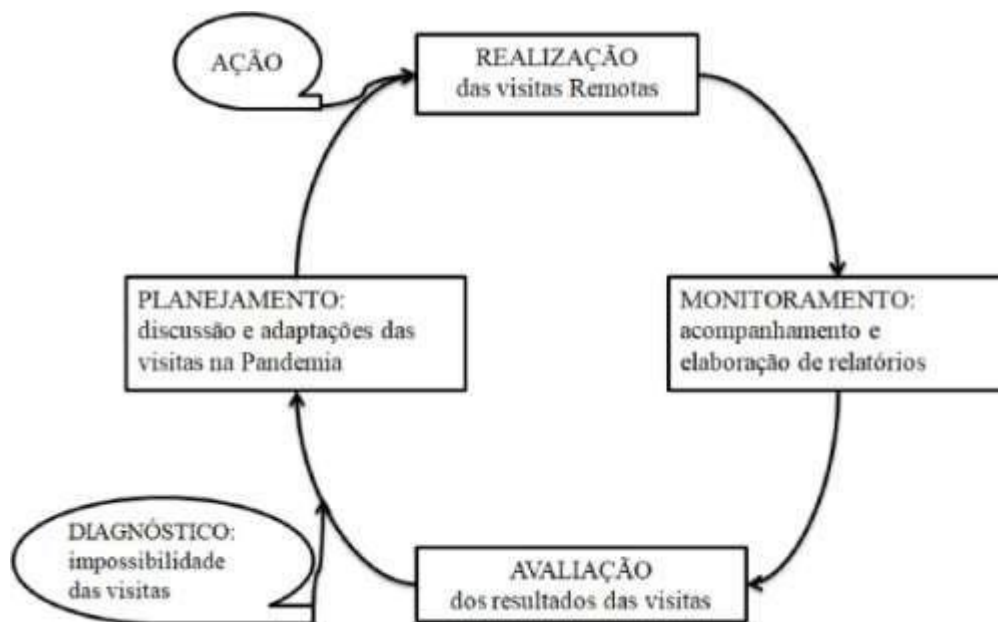 AÇÃO
REALIZAÇÃO
das visitas Remotas
PLANEJAMENTO:
discussão e adaptações das
visitas na Pandemia
MONITORAMENTO:
acompanhamento e
elaboração de relatórios
DIAGNÓSTICO:
impossibilidade
das visitas
AVALIAÇÃO
dos resultados das visitas